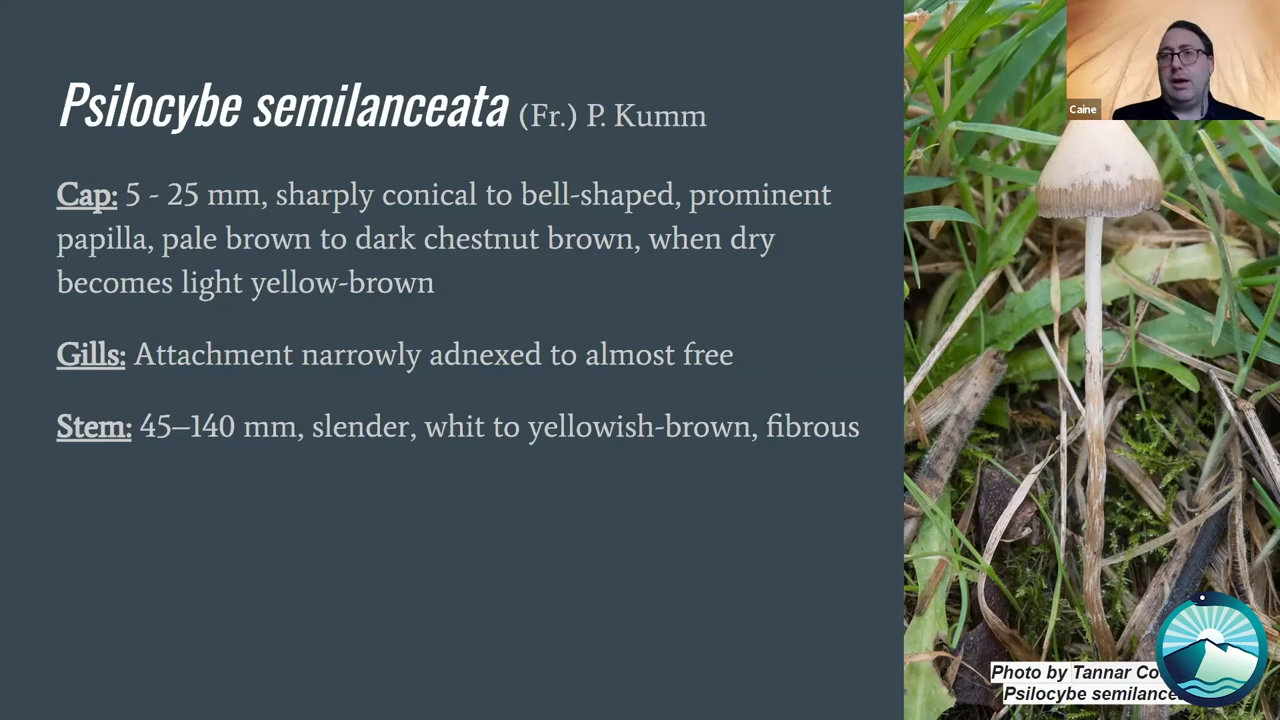 Psilocybe semilanceata (Fr.) P. Kumm
Cap: 5 - 25 mm, sharply conical to bell-shaped, prominent
papilla, pale brown to dark chestnut brown, when dry
becomes light yellow-brown
Gills: Attachment narrowly adnexed to almost free
Stem: 45–140 mm, slender, whit to yellowish-brown, fibrous
Caine
Photo by Tannar
Psilocybe